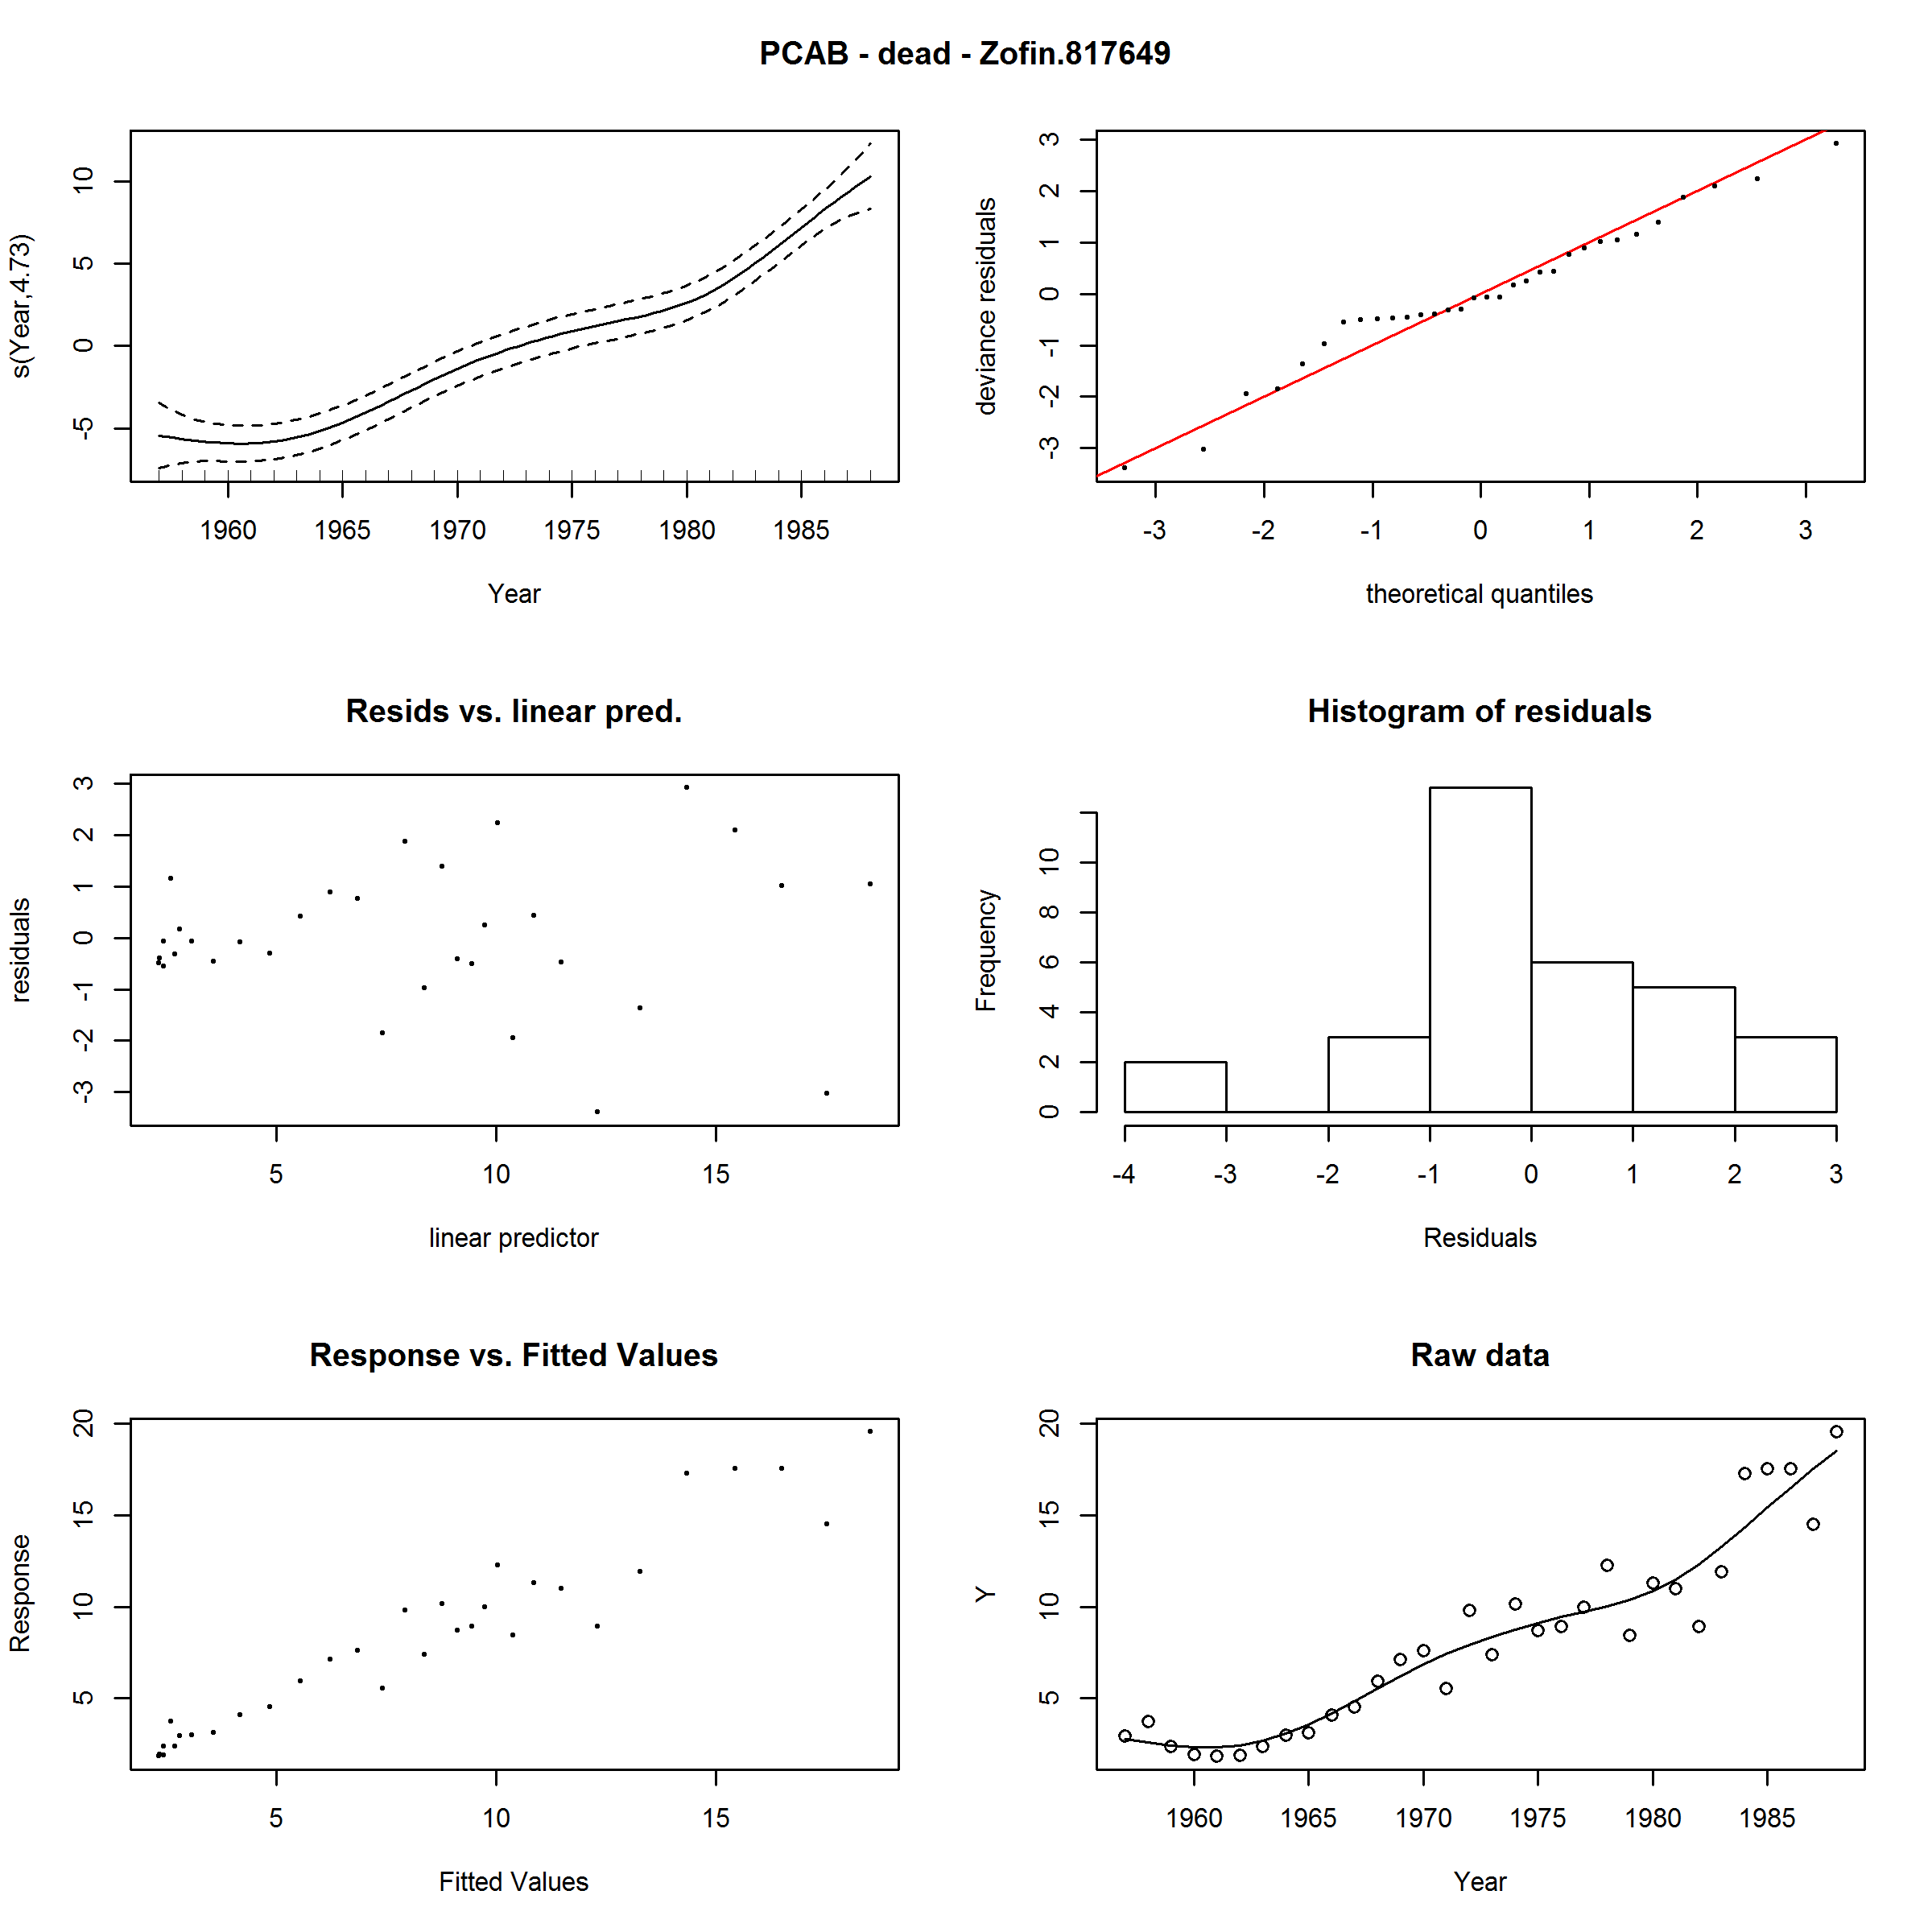 PCAB - dead - Zofin.817649
s(Year,4.73)
-5 0 5 10
1960 1965 1970 1975 1980 1985
Year
deviance residuals
-3 -2 -1 0 1 2 3
-3 -2 -1 0 1 2 3
theoretical quantiles
Resids vs. linear pred.
residuals
-3 -2 -1 0 1 2 3
5 10 15
linear predictor
Histogram of residuals
Frequency
0 2 4 6 8 10
-4 -3 -2 -1 0 1 2 3
Residuals
Response vs. Fitted Values
Response
5 10 15 20
5 10 15
Fitted Values
Raw data
Y
5 10 15 20
1960 1965 1970 1975 1980 1985
Year